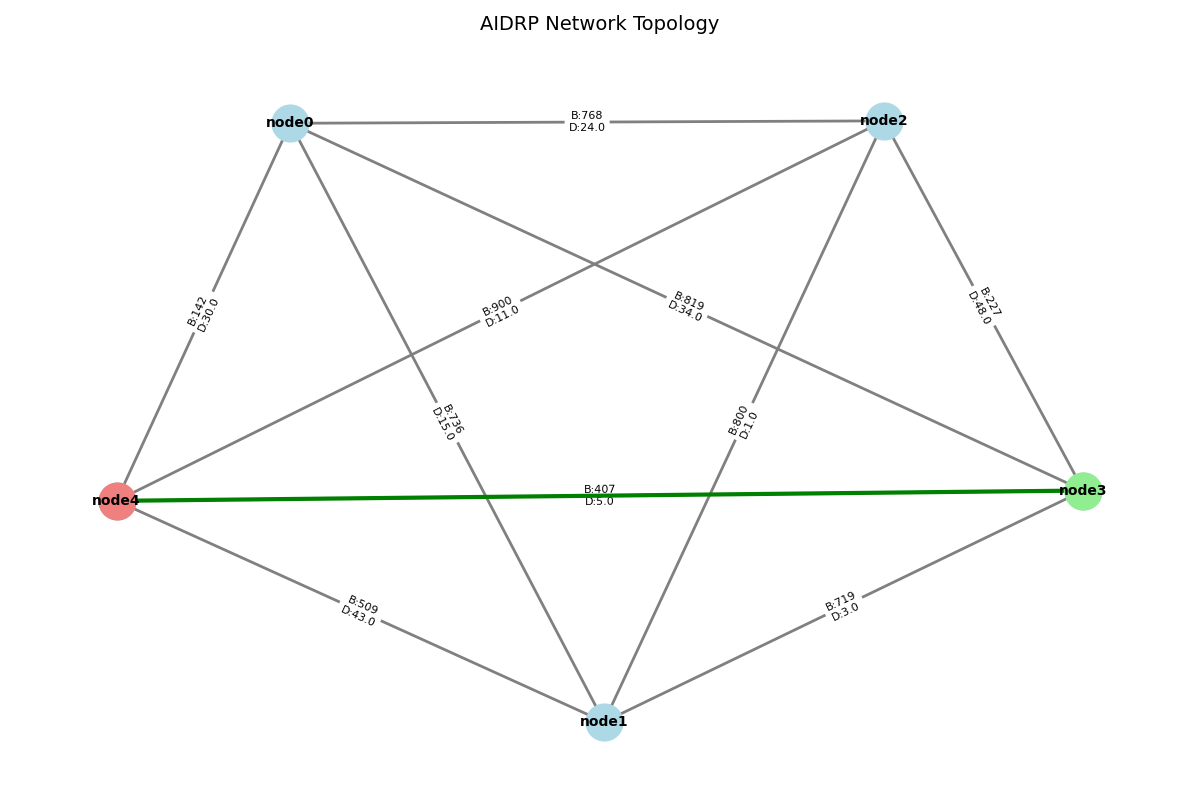 AIDRP Network Topology
node0
B:768
D:24.0
node2
B:142
D:30.0
B:900
D:11.0
B:819
D:34.0
B:227
D:48.0
B:736
D:15.0
B:800
D:1.0
node4
B:407
D:5.0
node3
B:509
D:43.0
B:719
D:3.0
node1